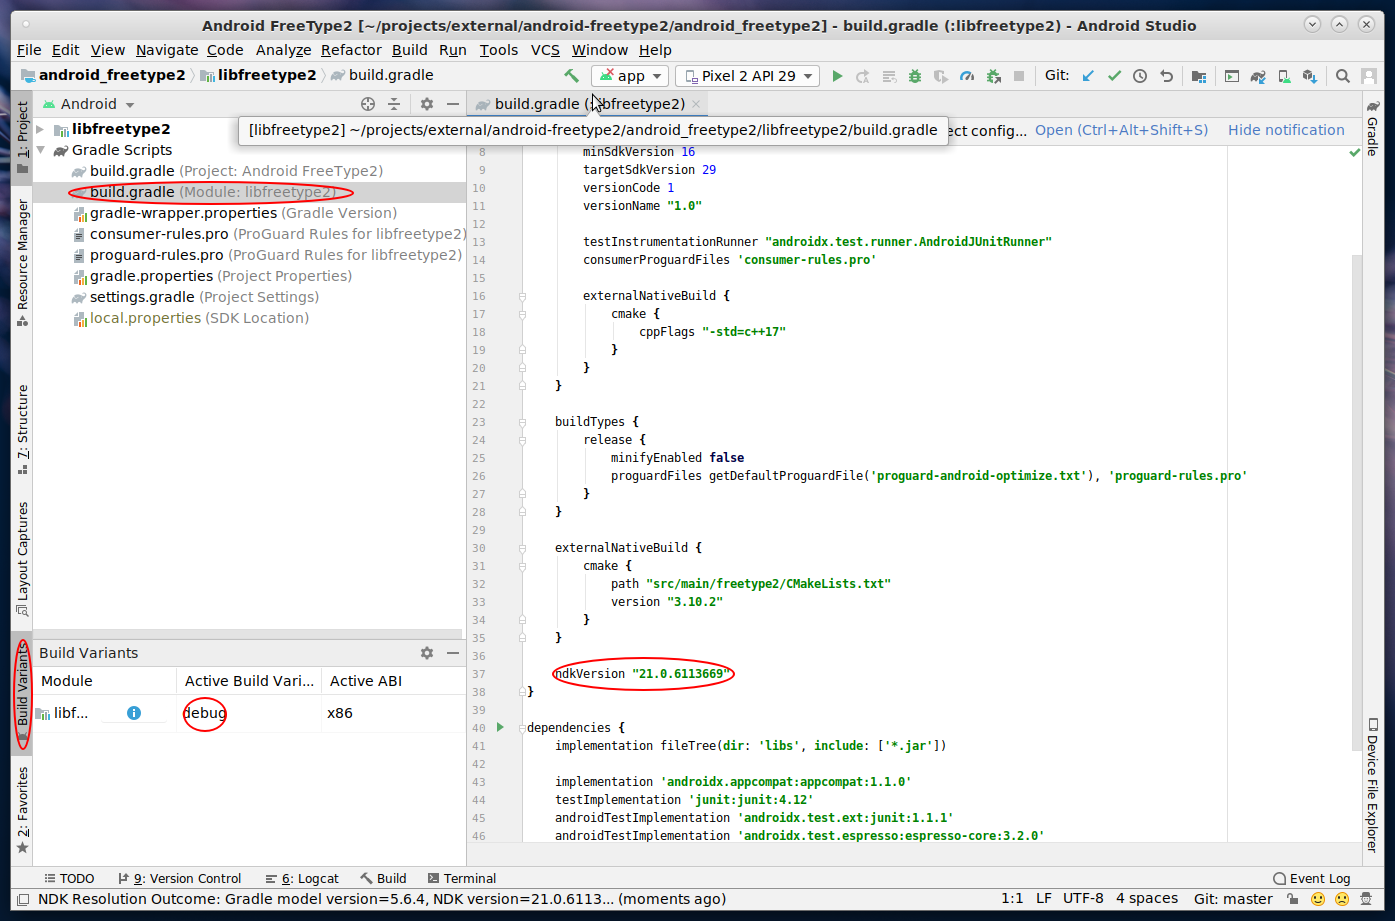 Android FreeType2 [~/projects/external/android-freetype2/android_freetype2] - build.gradle (:libfreetype2) - Android Studio
File Edit View Navigate Code Analyze Refactor Build Run Tools VCS Window Help
android_freetype2 libfreetype2 build.gradle app Pixel 2 API 29 Git:
1: Project
Resource Manager
7: Structure
Layout Captures
Build Variants
2: Favorites
Android
libfreetype2
Gradle Scripts
build.gradle (Project: Android FreeType2)
build.gradle (Module: libfreetype2)
gradle-wrapper.properties (Gradle Version)
consumer-rules.pro (ProGuard Rules for libfreetype2)
proguard-rules.pro (ProGuard Rules for libfreetype2)
gradle.properties (Project Properties)
settings.gradle (Project Settings)
local.properties (SDK Location)
Build Variants
Module Active Build Vari... Active ABI
libf... debug x86
build.gradle (:libfreetype2)
[libfreetype2] ~/projects/external/android-freetype2/android_freetype2/libfreetype2/build.gradle
ect config... Open (Ctrl+Alt+Shift+S) Hide notification
8 minSdkVersion 16
9 targetSdkVersion 29
10 versionCode 1
11 versionName "1.0"
12
13 testInstrumentationRunner "androidx.test.runner.AndroidJUnitRunner"
14 consumerProguardFiles 'consumer-rules.pro'
15
16 externalNativeBuild {
17 cmake {
18 cppFlags "-std=c++17"
19 }
20 }
21 }
22
23 buildTypes {
24 release {
25 minifyEnabled false
26 proguardFiles getDefaultProguardFile('proguard-android-optimize.txt'), 'proguard-rules.pro'
27 }
28 }
29
30 externalNativeBuild {
31 cmake {
32 path "src/main/freetype2/CMakeLists.txt"
33 version "3.10.2"
34 }
35 }
36
37 ndkVersion "21.0.6113669"
38 }
39
40 dependencies {
41 implementation fileTree(dir: 'libs', include: ['*.jar'])
42
43 implementation 'androidx.appcompat:appcompat:1.1.0'
44 testImplementation 'junit:junit:4.12'
45 androidTestImplementation 'androidx.test.ext:junit:1.1.1'
46 androidTestImplementation 'androidx.test.espresso:espresso-core:3.2.0'
Gradle
Device File Explorer
TODO 9: Version Control 6: Logcat Build Terminal Event Log
NDK Resolution Outcome: Gradle model version=5.6.4, NDK version=21.0.6113... (moments ago) 1:1 LF UTF-8 4 spaces Git: master